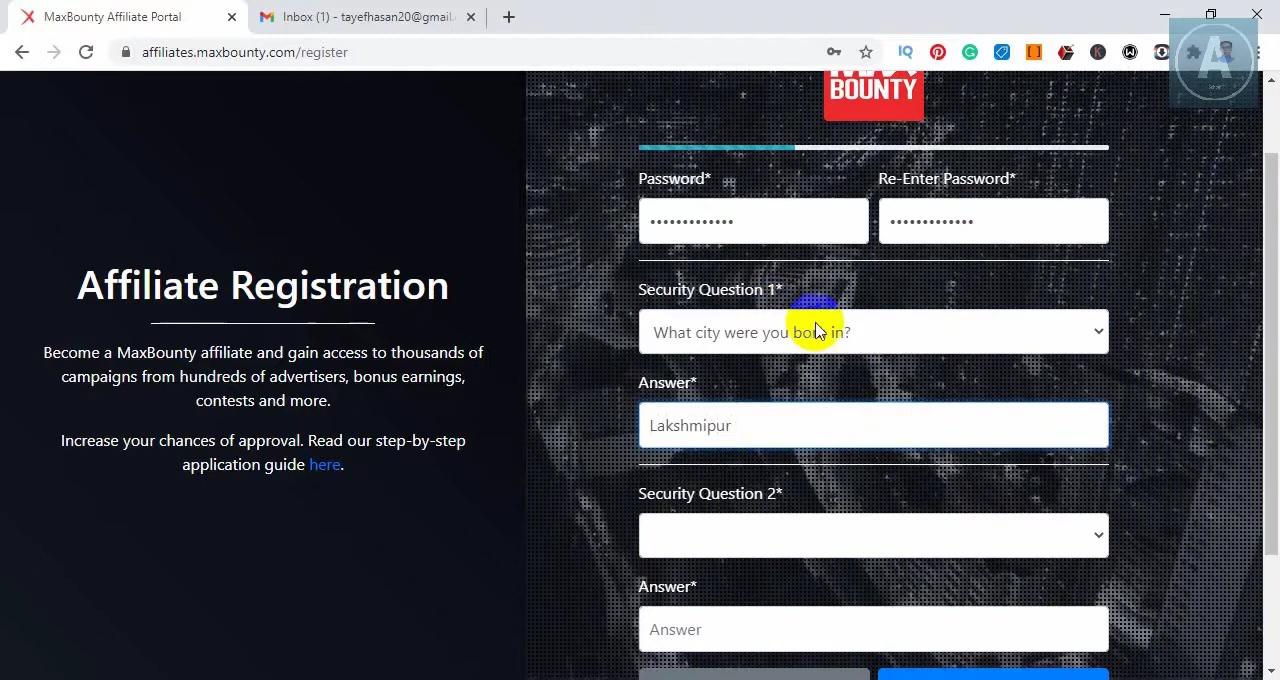 MaxBounty Affiliate Portal
Inbox (1) - tayefhasan20@gmail.
affiliates.maxbounty.com/register
BOUNTY
Password*
Re-Enter Password*
Security Question 1*
What city were you born in?
Answer*
Lakshmipur
Security Question 2*
Answer*
Answer
Affiliate Registration
Become a MaxBounty affiliate and gain access to thousands of
campaigns from hundreds of advertisers, bonus earnings,
contests and more.
Increase your chances of approval. Read our step-by-step
application guide here.